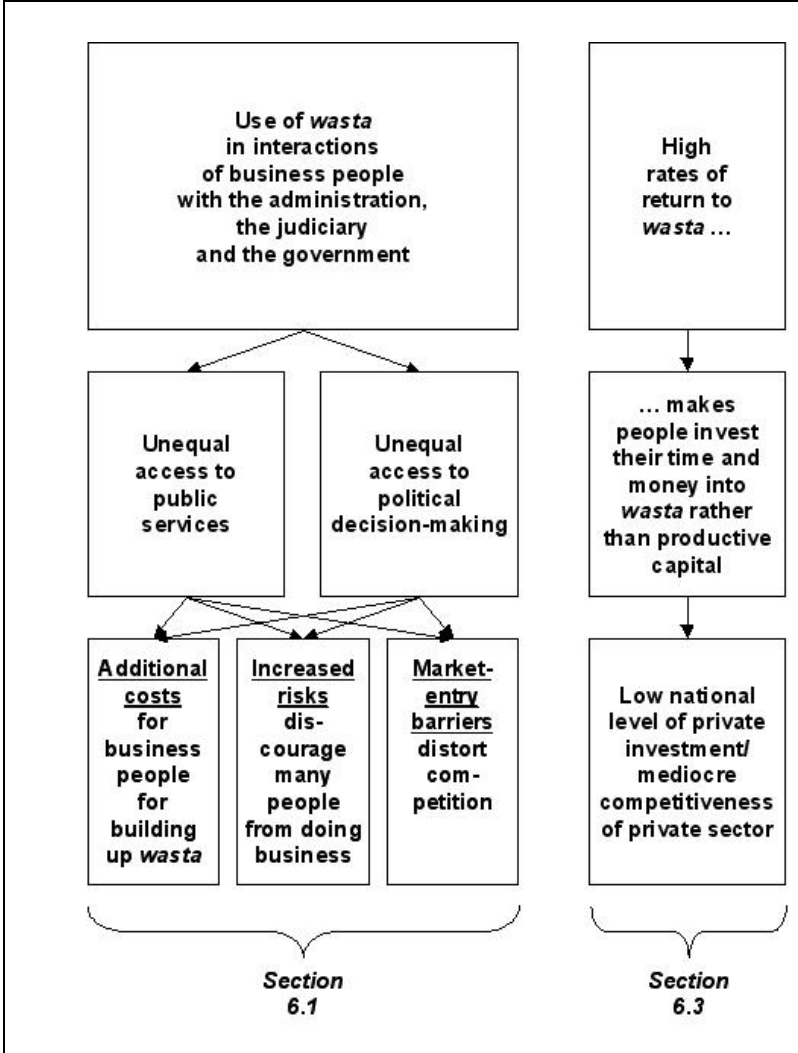 Use of wasta
in interactions
of business people
with the administration,
the judiciary
and the government
High
rates of
return to
wasta ...
Unequal
access to
public
services
Unequal
access to
political
decision-making
... makes
people invest
their time and
money into
wasta rather
than productive
capital
Additional
costs
for
business
people
for
building
up wasta
Increased
risks
dis-
courage
many
people
from doing
business
Market-
entry
barriers
distort
com-
petition
Low national
level of private
investment/
mediocre
competitiveness
of private sector
Section
6.1
Section
6.3